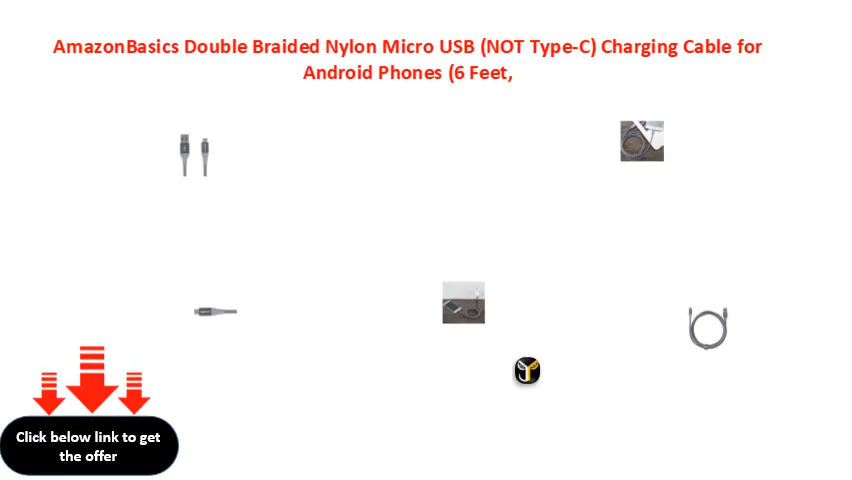 AmazonBasics Double Braided Nylon Micro USB (NOT Type-C) Charging Cable for
Android Phones (6 Feet,
Click below link to get
the offer